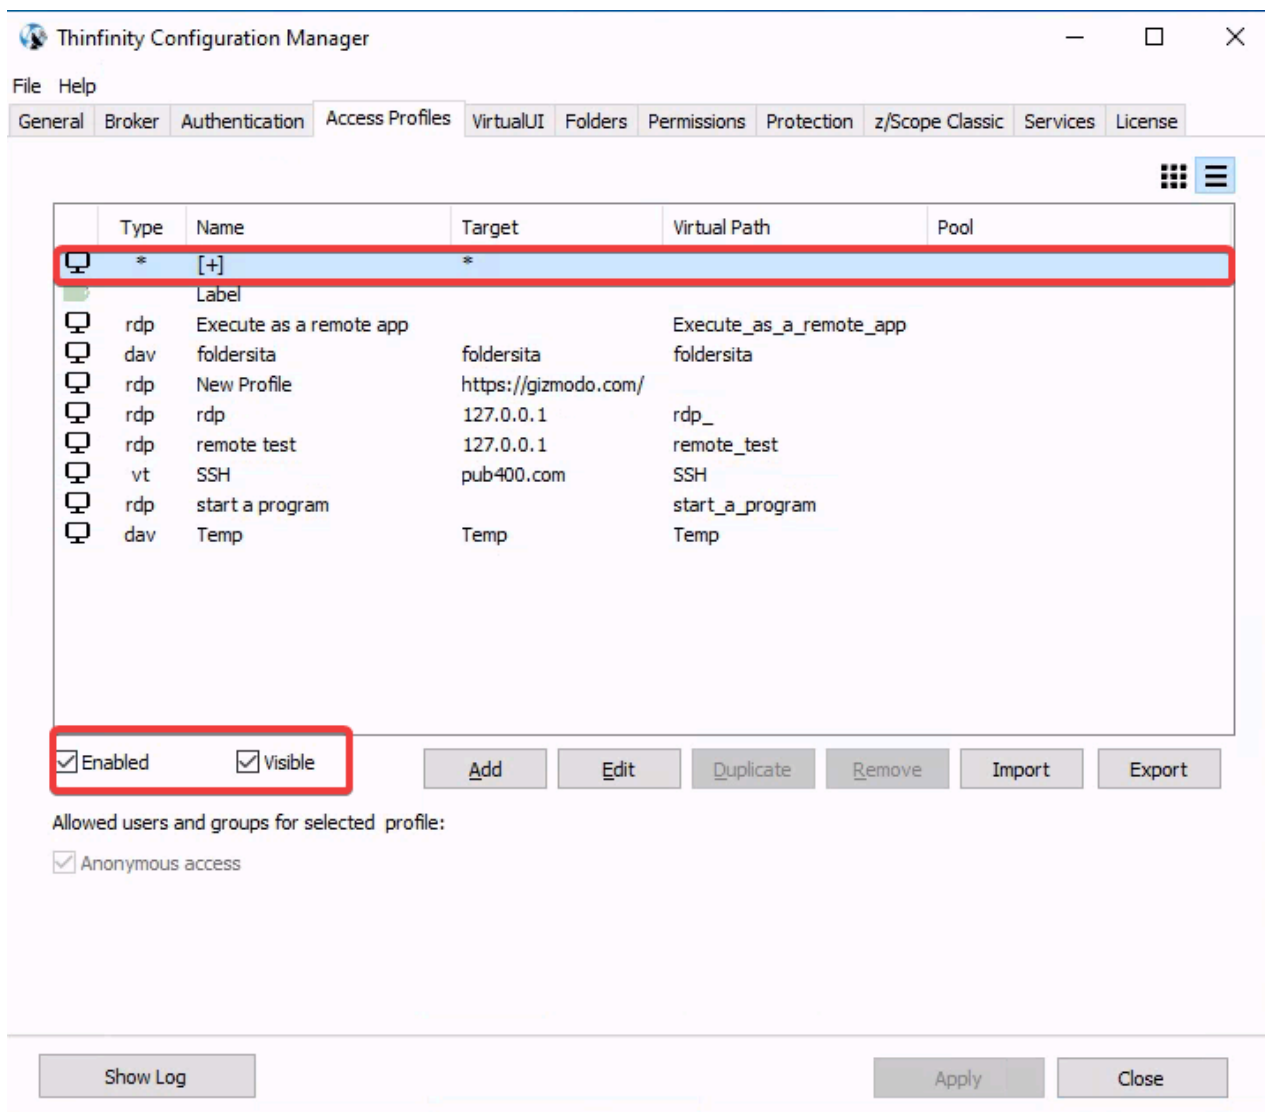 Thinfinity Configuration Manager
File Help
General Broker Authentication Access Profiles VirtualUI Folders Permissions Protection z/Scope Classic Services License
Type Name Target Virtual Path Pool
* [+] *
Label
rdp Execute as a remote app Execute_as_a_remote_app
dav foldersita foldersita foldersita
rdp New Profile https://gizmodo.com/
rdp rdp 127.0.0.1 rdp_
rdp remote test 127.0.0.1 remote_test
vt SSH pub400.com SSH
rdp start a program start_a_program
dav Temp Temp Temp
Enabled Visible Add Edit Duplicate Remove Import Export
Allowed users and groups for selected profile:
Anonymous access
Show Log Apply Close